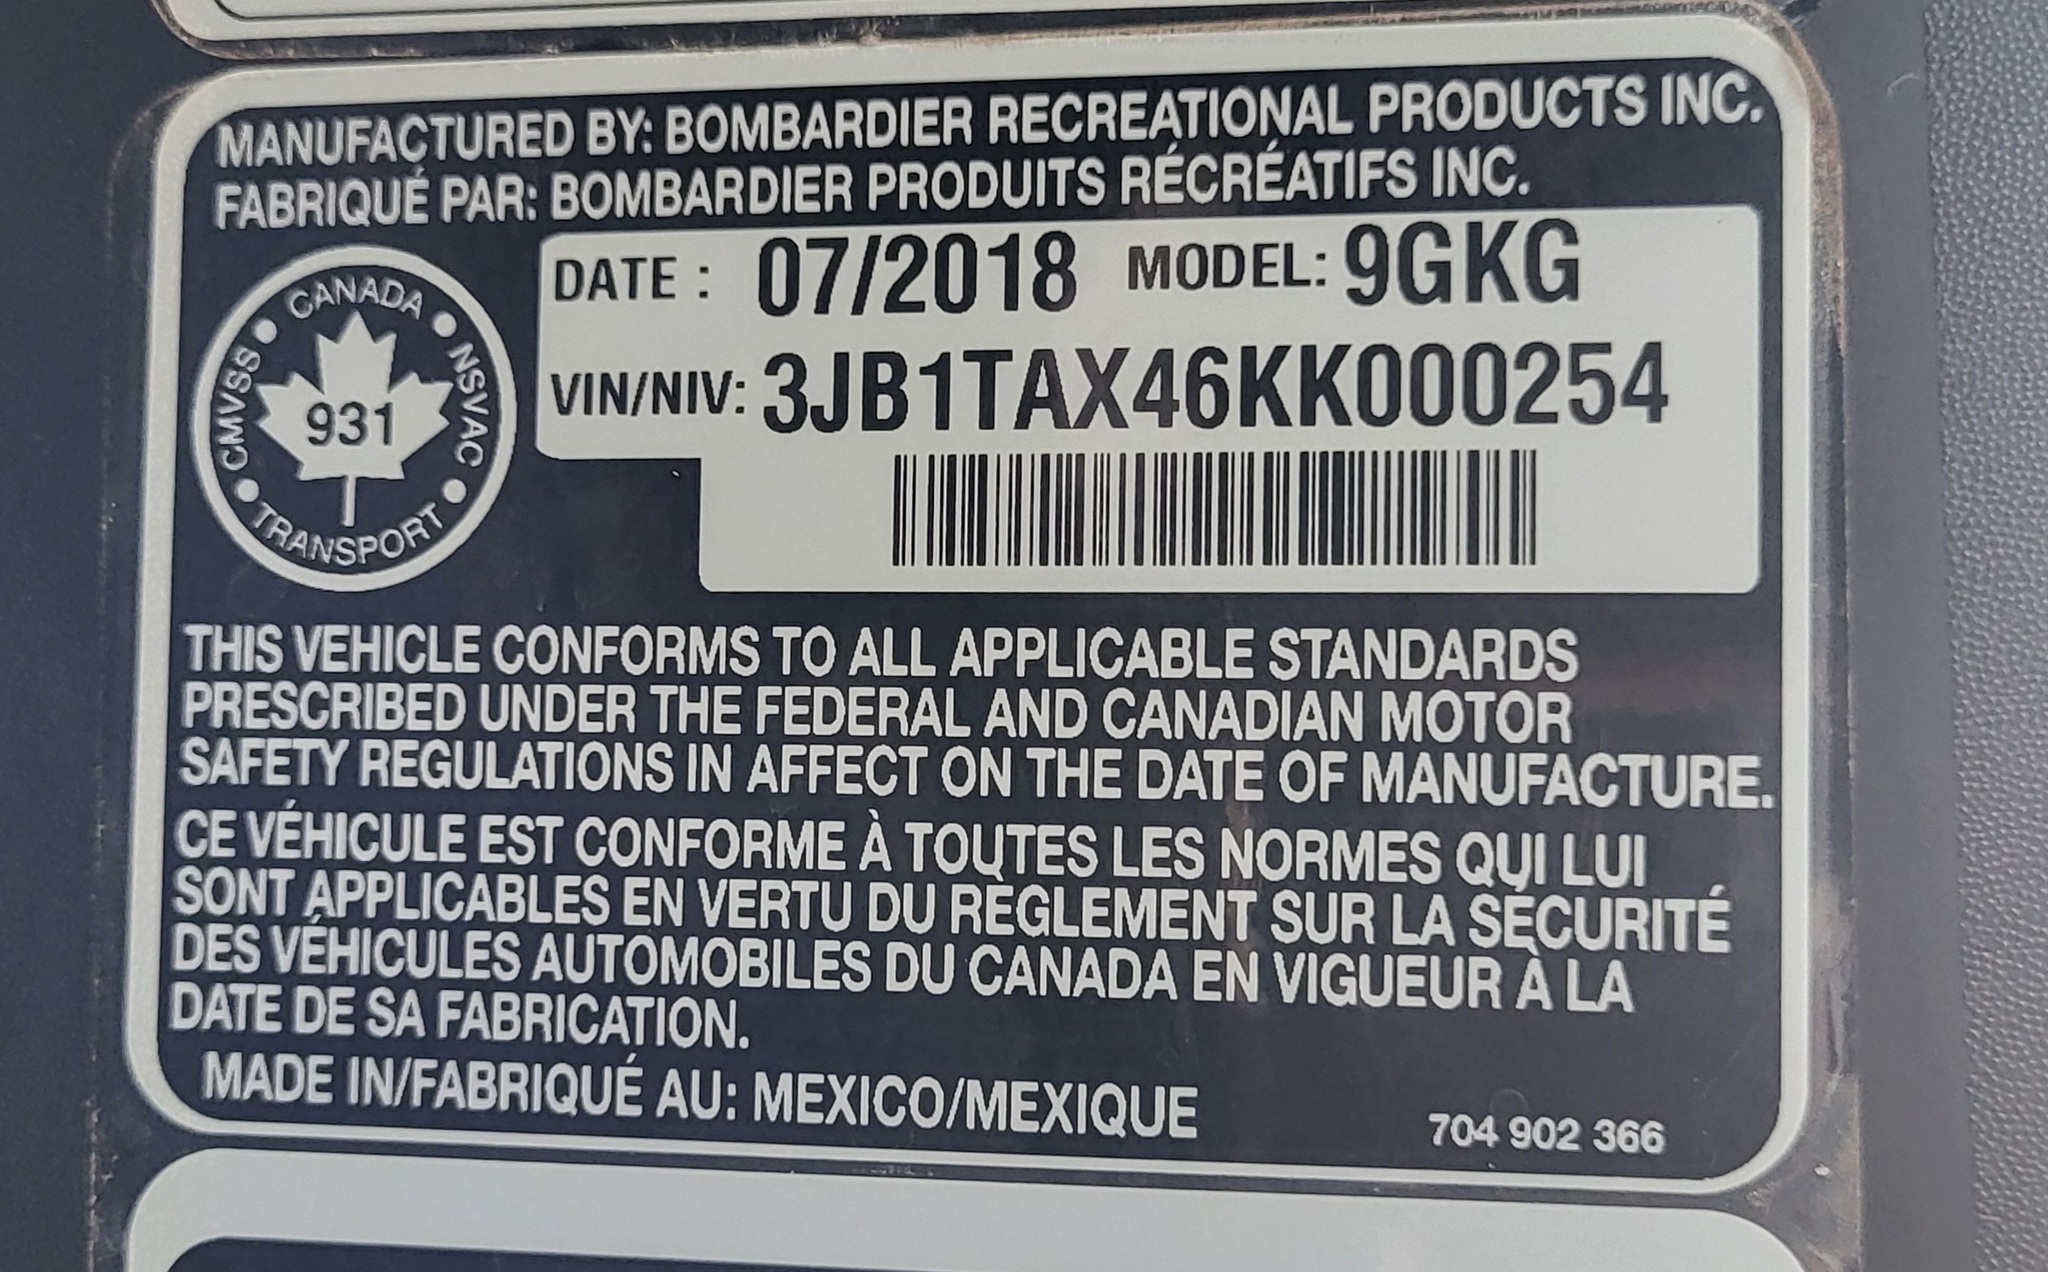 MANUFACTURED BY: BOMBARDIER RECREATIONAL PRODUCTS INC.
FABRIQUÉ PAR: BOMBARDIER PRODUITS RÉCRÉATIFS INC.
CANADA
CMVSS
NSVAC
931
TRANSPORT
DATE : 07/2018 MODEL: 9GKG
VIN/NIV: 3JB1TAX46KK000254
THIS VEHICLE CONFORMS TO ALL APPLICABLE STANDARDS
PRESCRIBED UNDER THE FEDERAL AND CANADIAN MOTOR
SAFETY REGULATIONS IN AFFECT ON THE DATE OF MANUFACTURE.
CE VÉHICULE EST CONFORME À TOUTES LES NORMES QUI LUI
SONT APPLICABLES EN VERTU DU RÈGLEMENT SUR LA SÉCURITÉ
DES VÉHICULES AUTOMOBILES DU CANADA EN VIGUEUR À LA
DATE DE SA FABRICATION.
MADE IN/FABRIQUÉ AU: MEXICO/MEXIQUE
704 902 366